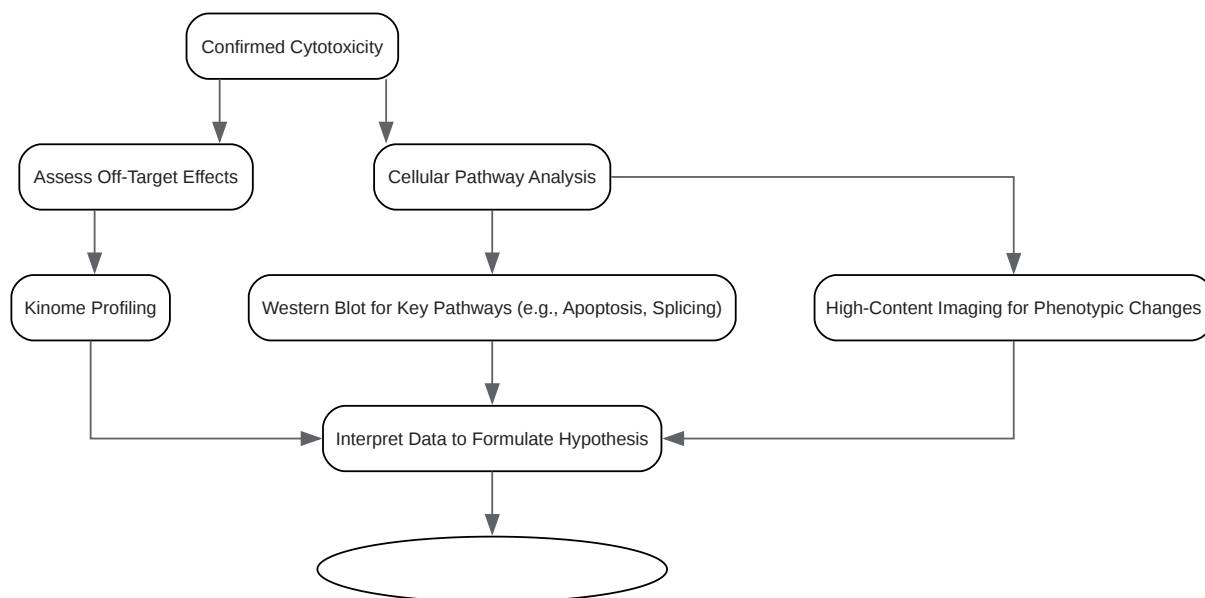 Confirmed Cytotoxicity
Assess Off-Target Effects
Cellular Pathway Analysis
Kinome Profiling
Western Blot for Key Pathways (e.g., Apoptosis, Splicing)
High-Content Imaging for Phenotypic Changes
Interpret Data to Formulate Hypothesis